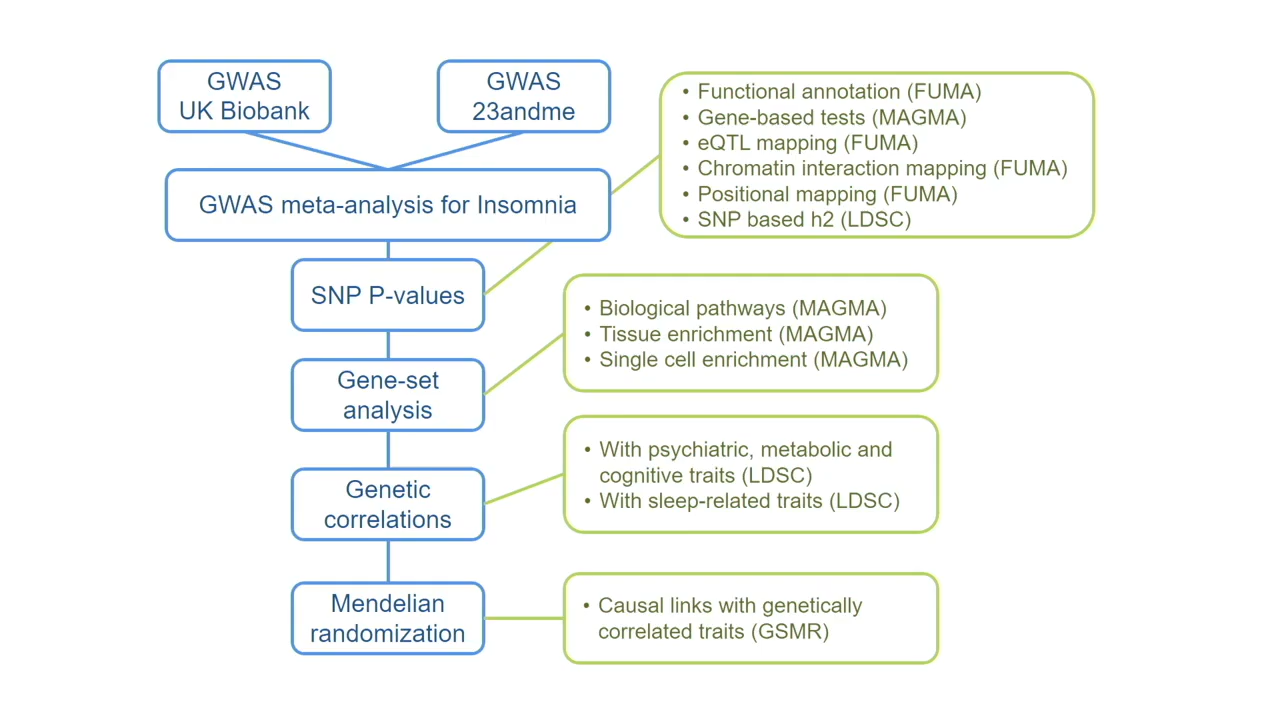 GWAS
UK Biobank
GWAS
23andme
GWAS meta-analysis for Insomnia
• Functional annotation (FUMA)
• Gene-based tests (MAGMA)
• eQTL mapping (FUMA)
• Chromatin interaction mapping (FUMA)
• Positional mapping (FUMA)
• SNP based h2 (LDSC)
SNP P-values
• Biological pathways (MAGMA)
• Tissue enrichment (MAGMA)
• Single cell enrichment (MAGMA)
Gene-set
analysis
• With psychiatric, metabolic and
cognitive traits (LDSC)
• With sleep-related traits (LDSC)
Genetic
correlations
Mendelian
randomization
• Causal links with genetically
correlated traits (GSMR)